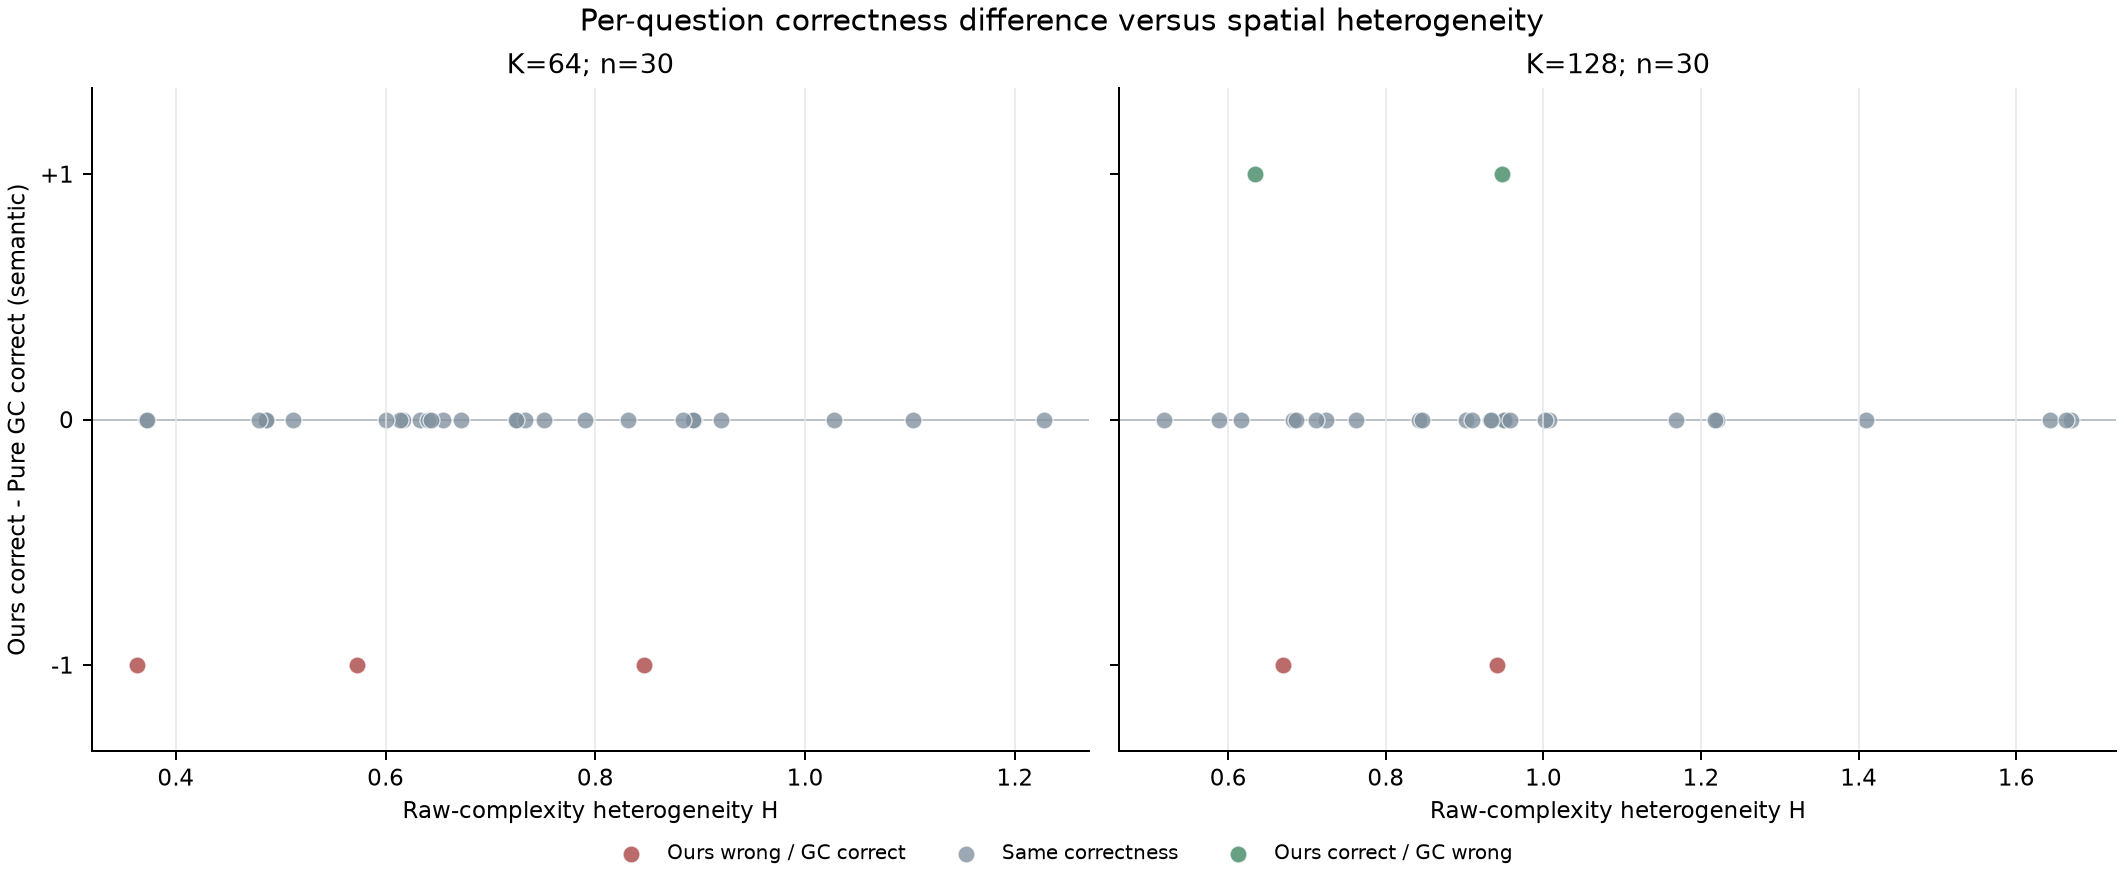 Per-question correctness difference versus spatial heterogeneity
K=64; n=30
K=128; n=30
Ours correct - Pure GC correct (semantic)
+1
0
-1
0.4 0.6 0.8 1.0 1.2
0.6 0.8 1.0 1.2 1.4 1.6
Raw-complexity heterogeneity H
Raw-complexity heterogeneity H
Ours wrong / GC correct
Same correctness
Ours correct / GC wrong